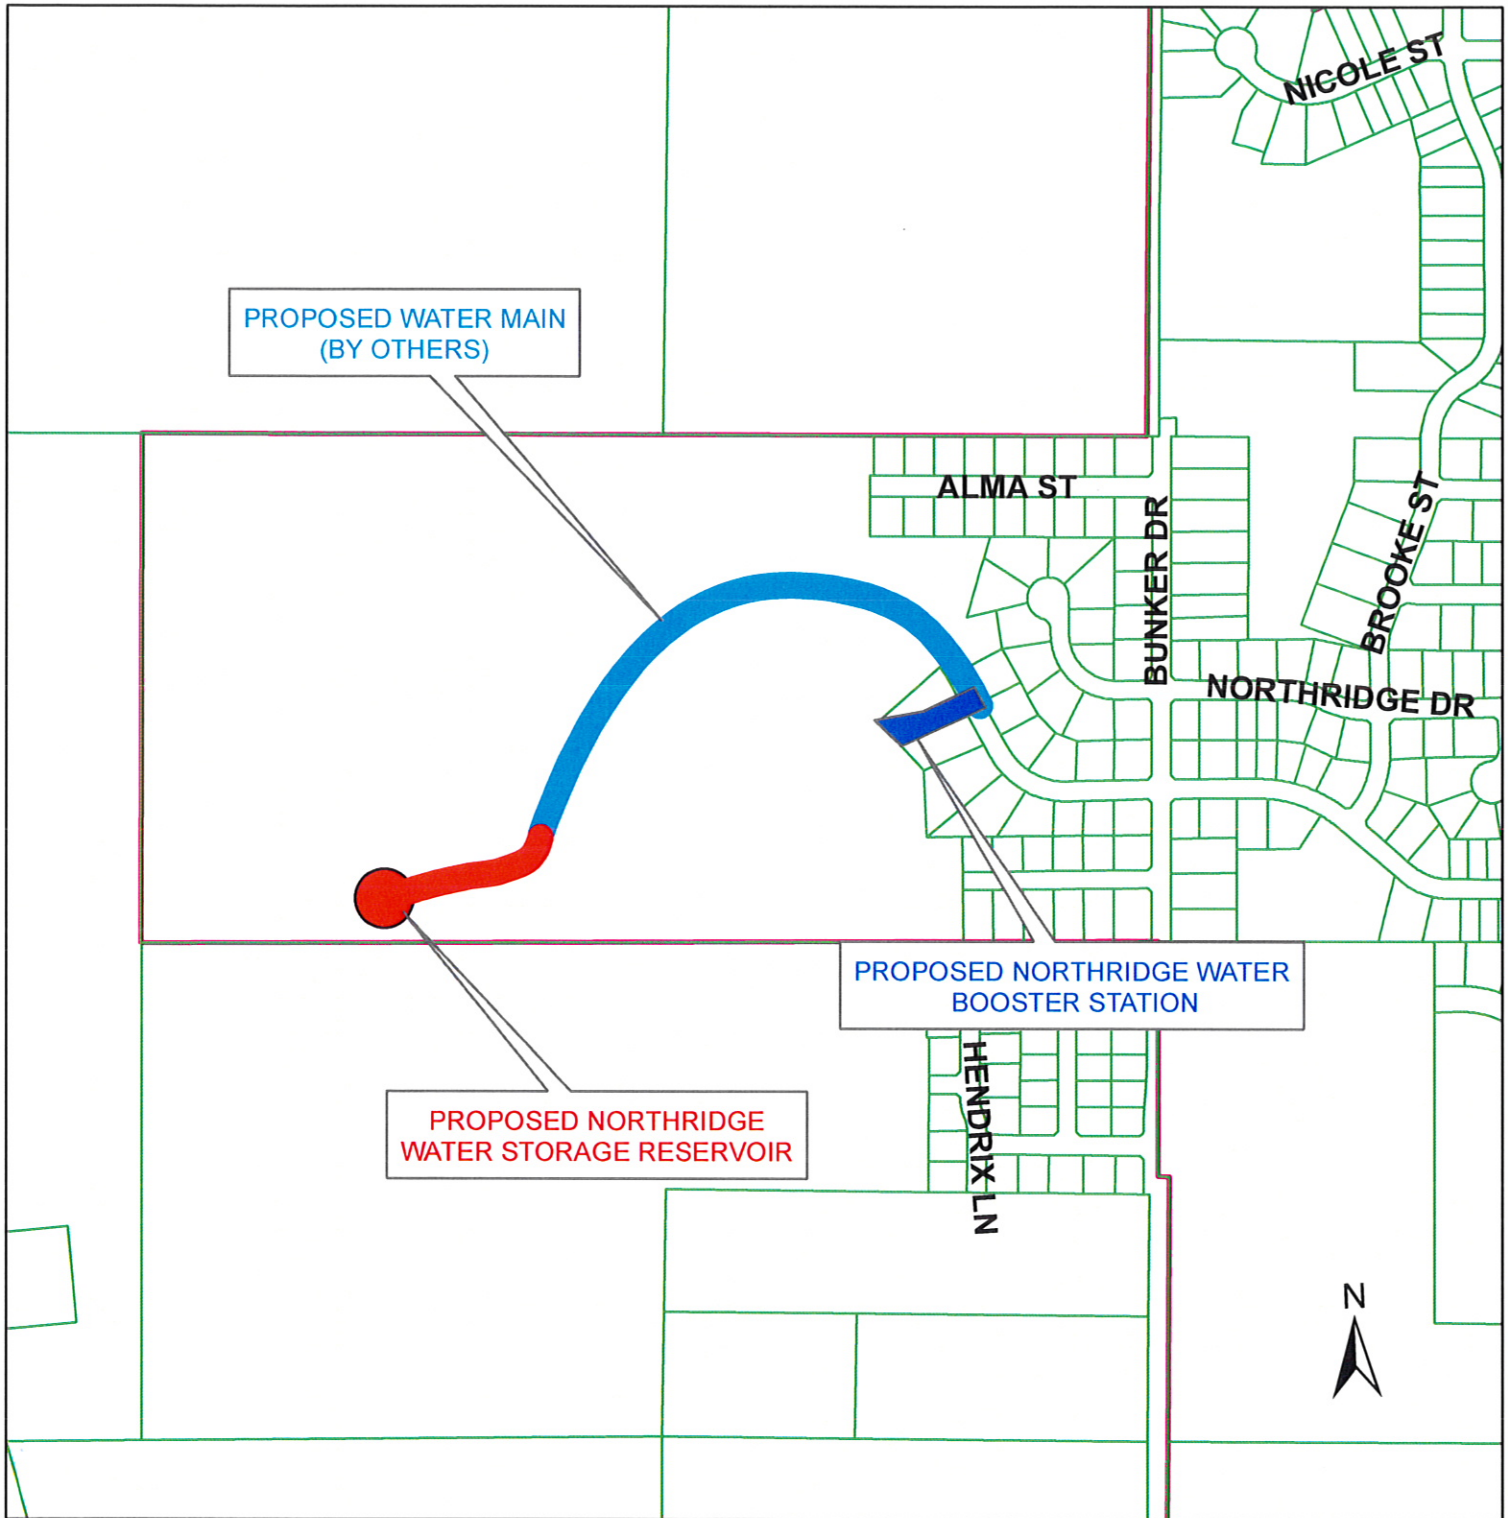 NICOLE ST
PROPOSED WATER MAIN
(BY OTHERS)
ALMA ST
BUNKER DR
BROOKE ST
NORTHRIDGE DR
PROPOSED NORTHRIDGE WATER
BOOSTER STATION
HENDRIX LN
PROPOSED NORTHRIDGE
WATER STORAGE RESERVOIR
N